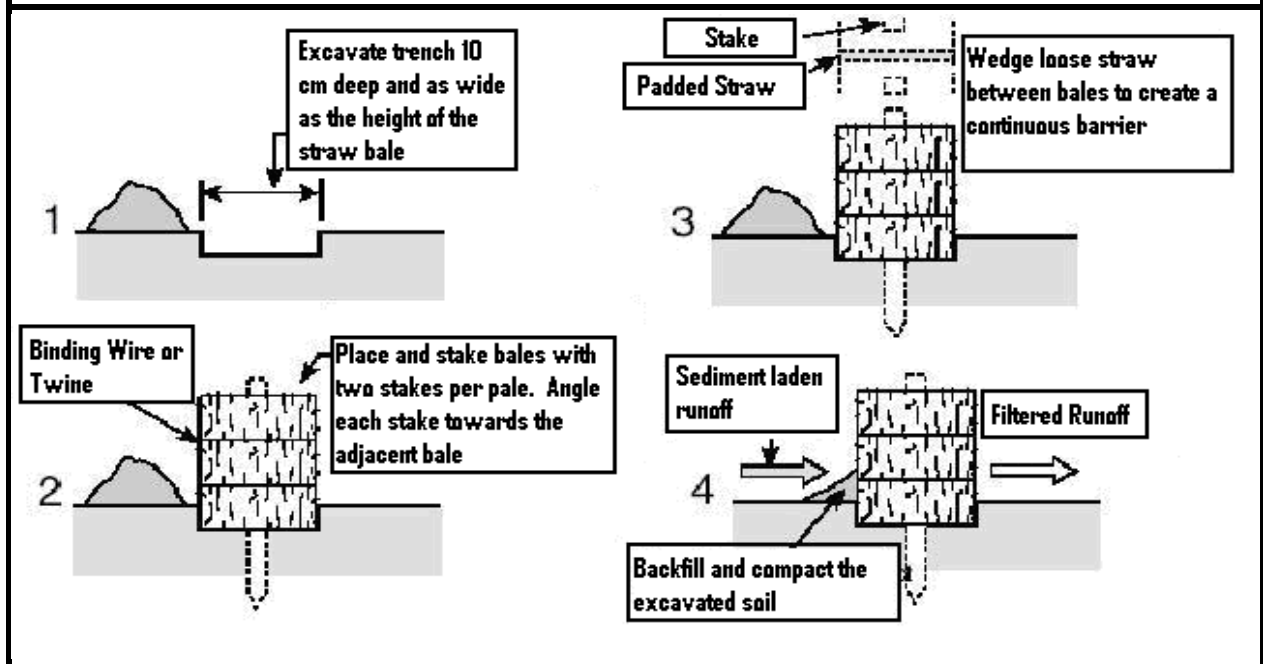 Excavate trench 10
cm deep and as wide
as the height of the
straw bale
1
Binding Wire or
Twine
Place and stake bales with
two stakes per pale. Angle
each stake towards the
adjacent bale
2
Stake
Padded Straw
Wedge loose straw
between bales to create a
continuous barrier
3
Sediment laden
runoff
Filtered Runoff
4
Backfill and compact the
excavated soil